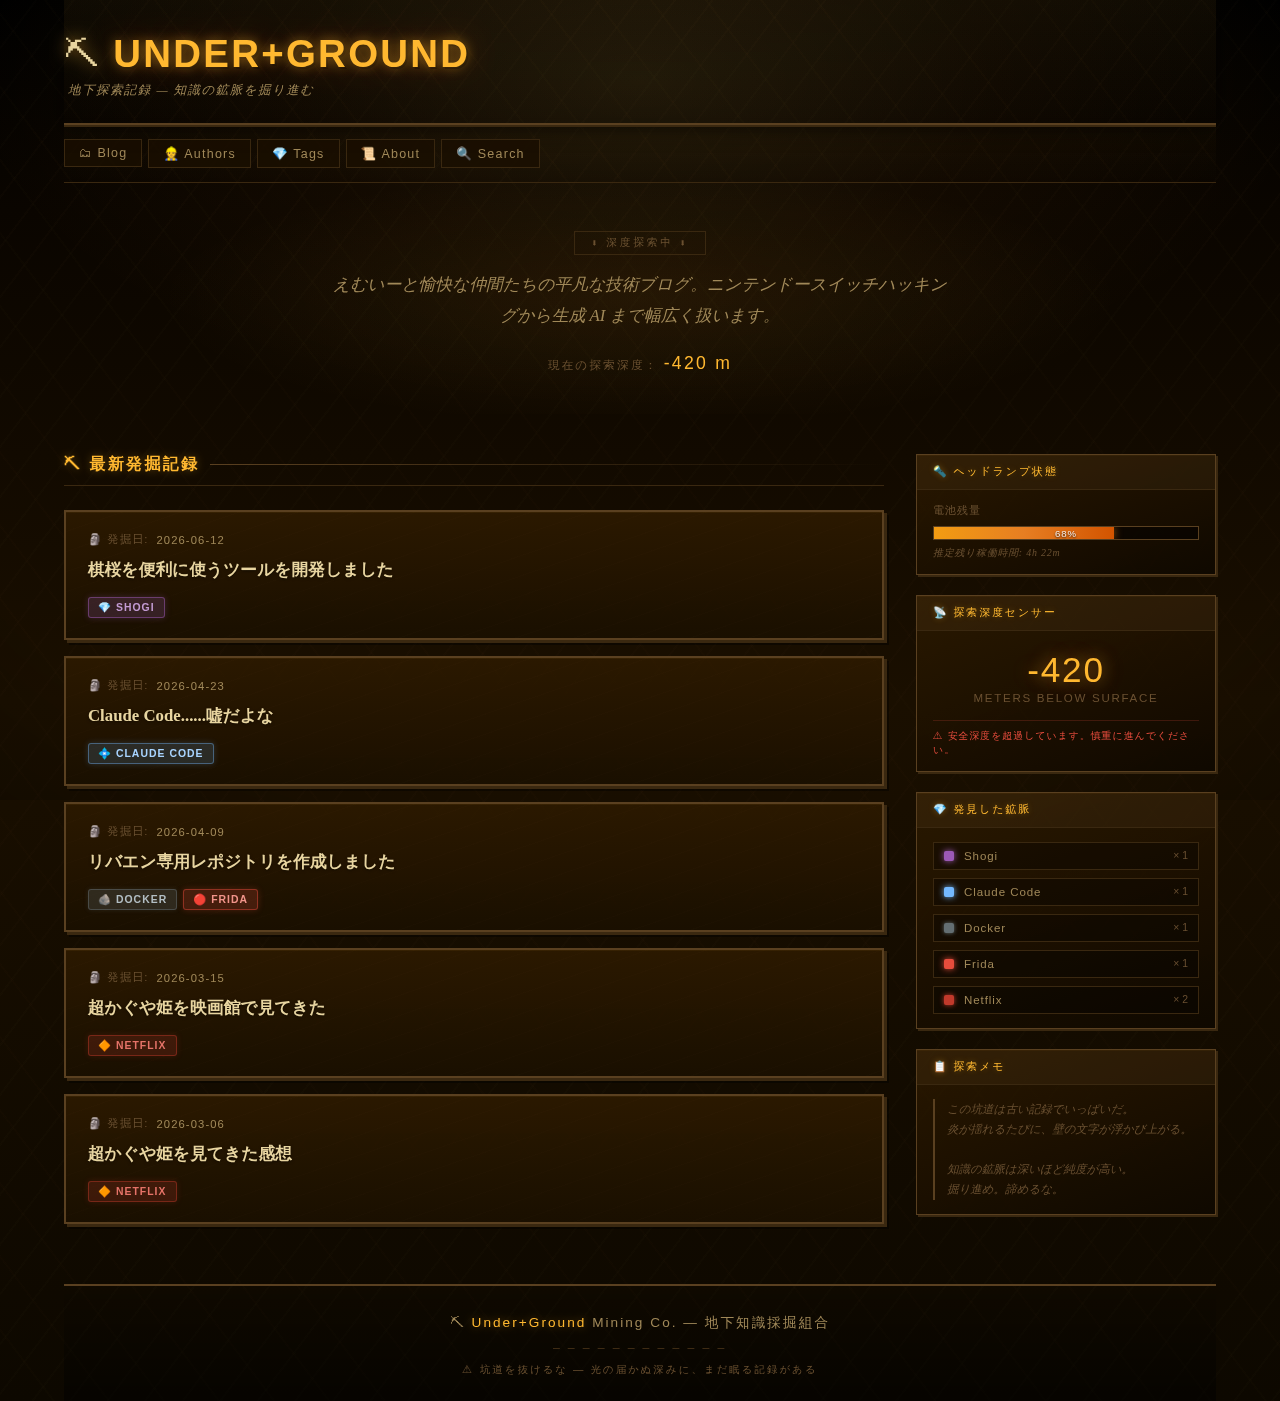 UNDER+GROUND
地下探索記録 — 知識の鉱脈を掘り進む
Blog
Authors
Tags
About
Search
深度探索中
えむいーと愉快な仲間たちの平凡な技術ブログ。ニンテンドースイッチハッキン
グから生成 AI まで幅広く扱います。
現在の探索深度： -420 m
最新発掘記録
発掘日: 2026-06-12
棋桜を便利に使うツールを開発しました
SHOGI
発掘日: 2026-04-23
Claude Code......嘘だよな
CLAUDE CODE
発掘日: 2026-04-09
リバエン専用レポジトリを作成しました
DOCKER
FRIDA
発掘日: 2026-03-15
超かぐや姫を映画館で見てきた
NETFLIX
発掘日: 2026-03-06
超かぐや姫を見てきた感想
NETFLIX
ヘッドランプ状態
電池残量
68%
推定残り稼働時間: 4h 22m
探索深度センサー
-420
METERS BELOW SURFACE
⚠ 安全深度を超過しています。慎重に進んでくださ
い。
発見した鉱脈
Shogi ×1
Claude Code ×1
Docker ×1
Frida ×1
Netflix ×2
探索メモ
この坑道は古い記録でいっぱいだ。
炎が揺れるたびに、壁の文字が浮かび上がる。
知識の鉱脈は深いほど純度が高い。
掘り進め。諦めるな。
Under+Ground Mining Co. — 地下知識採掘組合
— — — — — — — — — — — —
⚠ 坑道を抜けるな — 光の届かぬ深みに、まだ眠る記録がある